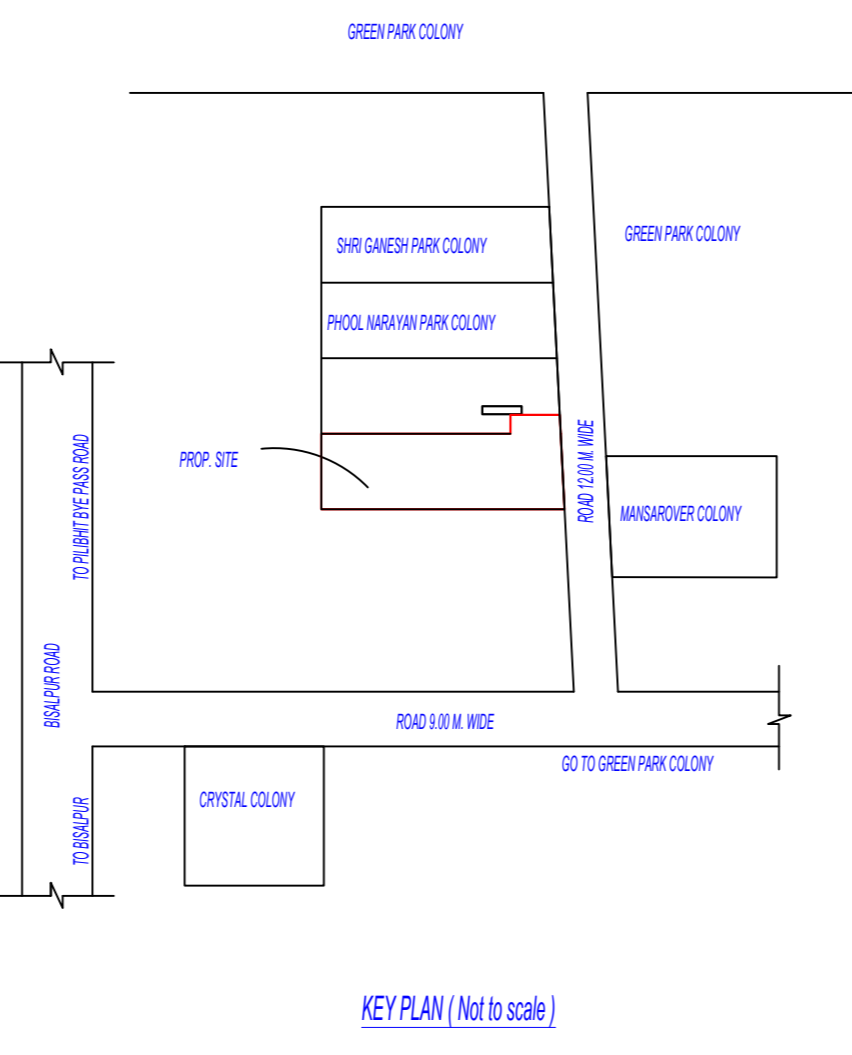 GREEN PARK COLONY
GREEN PARK COLONY
SHRI GANESH PARK COLONY
PHOOL NARAYAN PARK COLONY
PROP. SITE
ROAD 12.00 M. WIDE
MANSAROVER COLONY
TO PILIBHIT BYE PASS ROAD
BISALPUR ROAD
ROAD 9.00 M. WIDE
GO TO GREEN PARK COLONY
CRYSTAL COLONY
TO BISALPUR
KEY PLAN ( Not to scale )